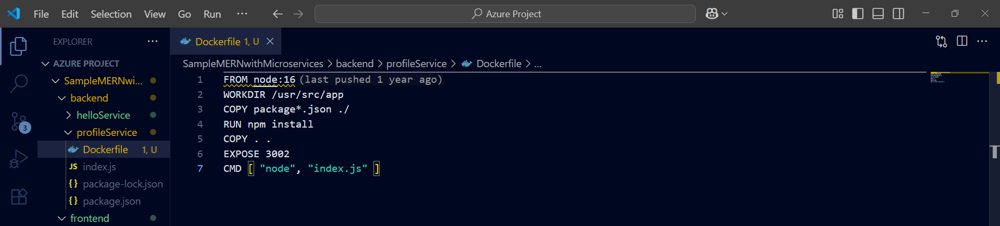 File Edit Selection View Go Run ··· Azure Project
EXPLORER ···
Dockerfile 1, U
AZURE PROJECT
SampleMERNwi...
backend
helloService
profileService
Dockerfile 1, U
JS index.js
{} package-lock.json
{} package.json
frontend
3
SampleMERNwithMicroservices > backend > profileService > Dockerfile > ...
1 FROM node:16 (last pushed 1 year ago)
2 WORKDIR /usr/src/app
3 COPY package*.json ./
4 RUN npm install
5 COPY . .
6 EXPOSE 3002
7 CMD [ "node", "index.js" ]